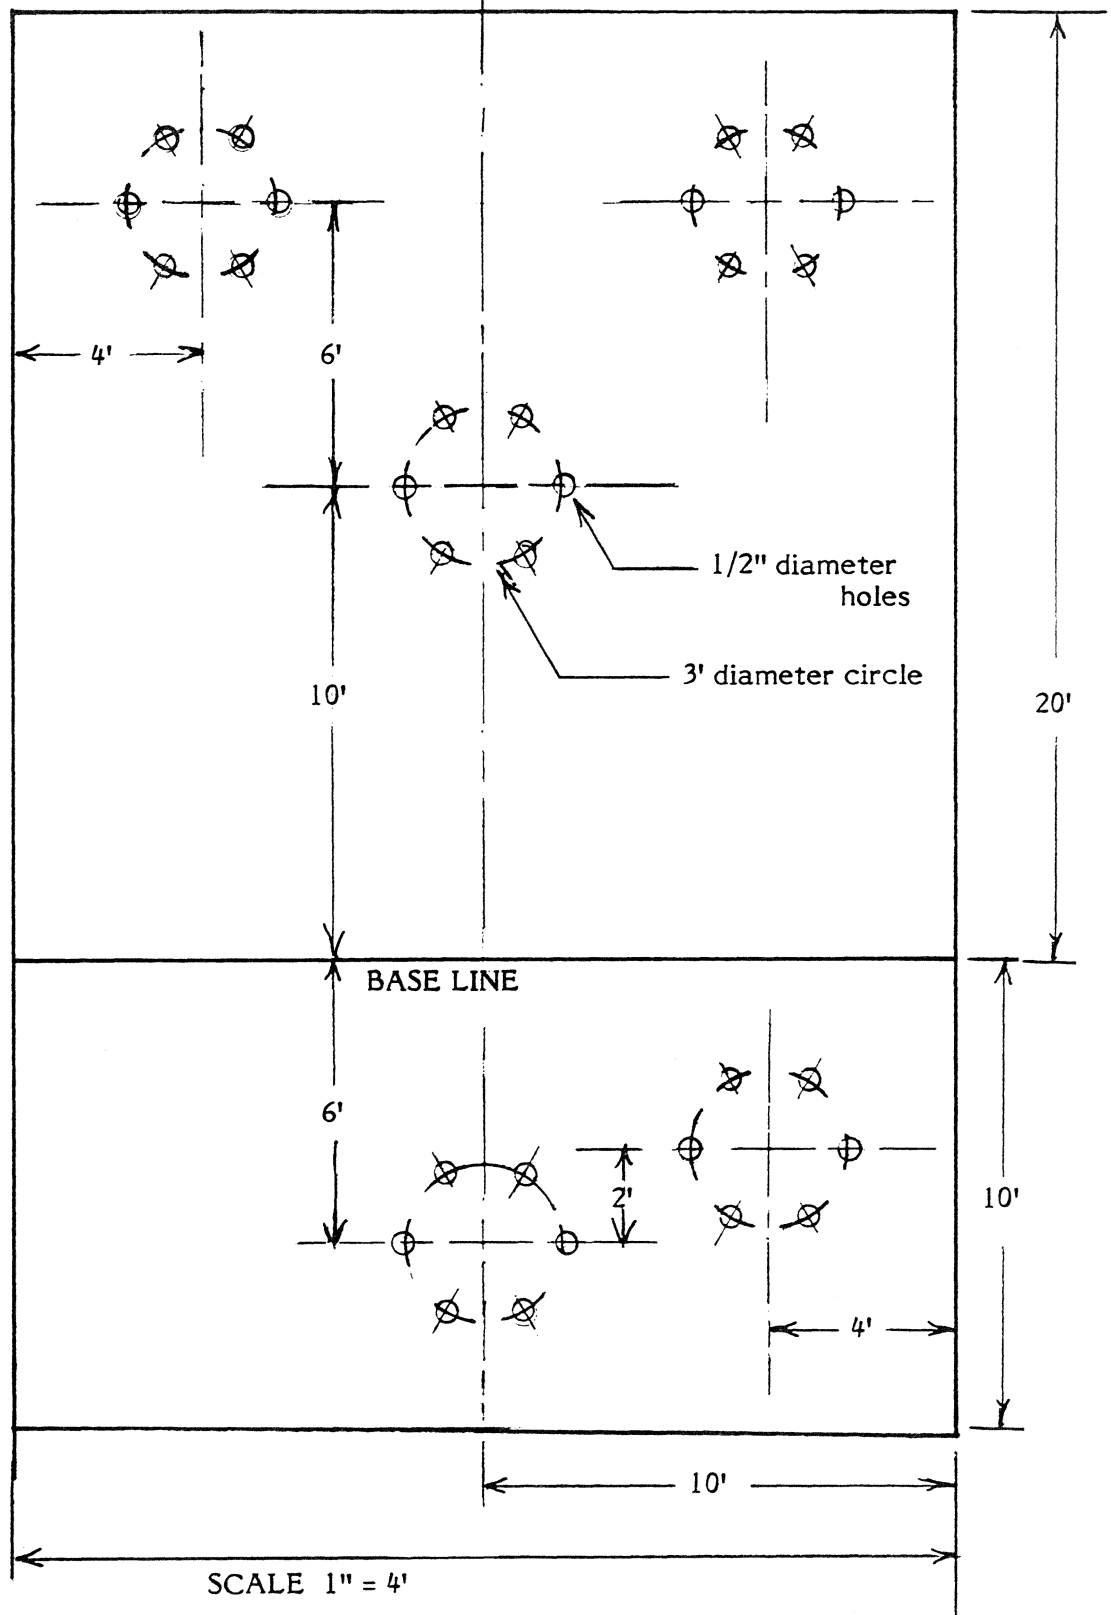 4'
6'
1/2" diameter
holes
3' diameter circle
10'
20'
BASE LINE
6'
2'
10'
4'
10'
SCALE 1" = 4'